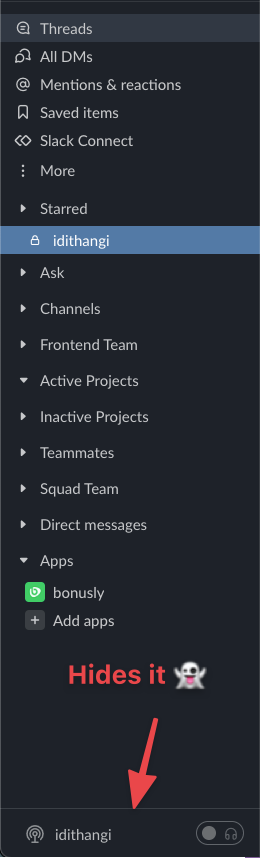 Threads
All DMs
Mentions & reactions
Saved items
Slack Connect
More
Starred
idithangi
Ask
Channels
Frontend Team
Active Projects
Inactive Projects
Teammates
Squad Team
Direct messages
Apps
bonusly
Add apps
Hides it 👻
idithangi